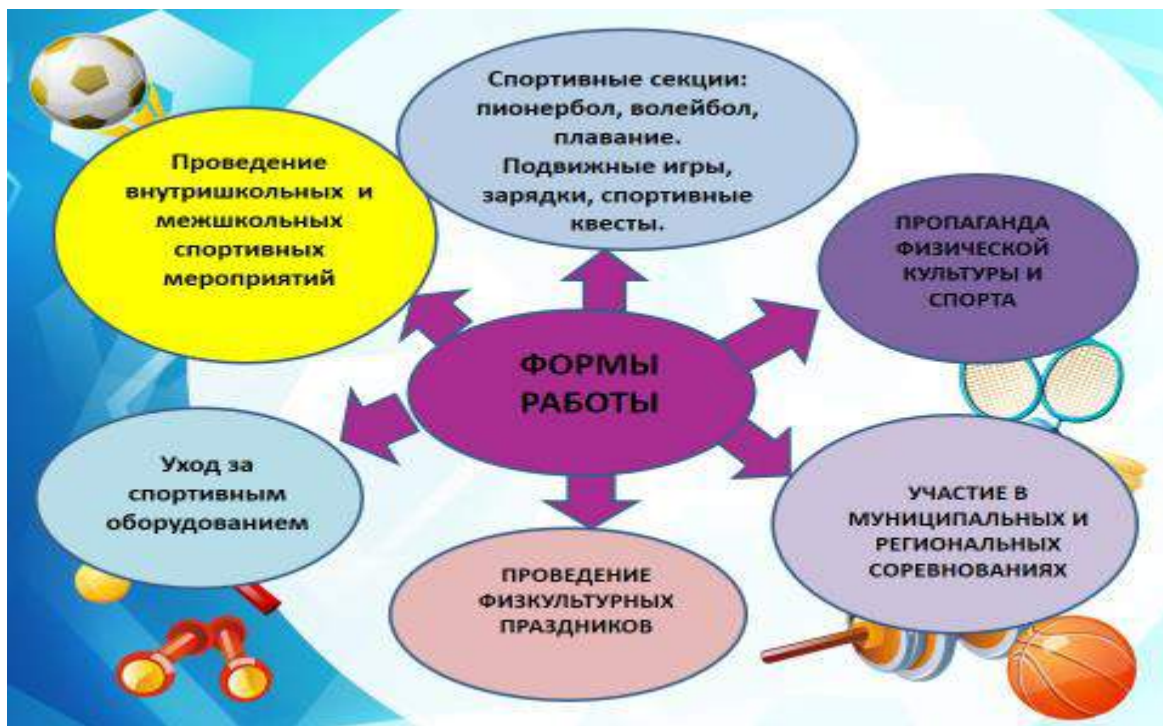 Спортивные секции:
пионербол, волейбол,
плавание.
Подвижные игры,
зарядки, спортивные
квесты.
Проведение
внутришкольных и
межшкольных
спортивных
мероприятий
ПРОПАГАНДА
ФИЗИЧЕСКОЙ
КУЛЬТУРЫ И
СПОРТА
ФОРМЫ
РАБОТЫ
Уход за
спортивным
оборудованием
УЧАСТИЕ В
МУНИЦИПАЛЬНЫХ И
РЕГИОНАЛЬНЫХ
СОРЕВНОВАНИЯХ
ПРОВЕДЕНИЕ
ФИЗКУЛЬТУРНЫХ
ПРАЗДНИКОВ